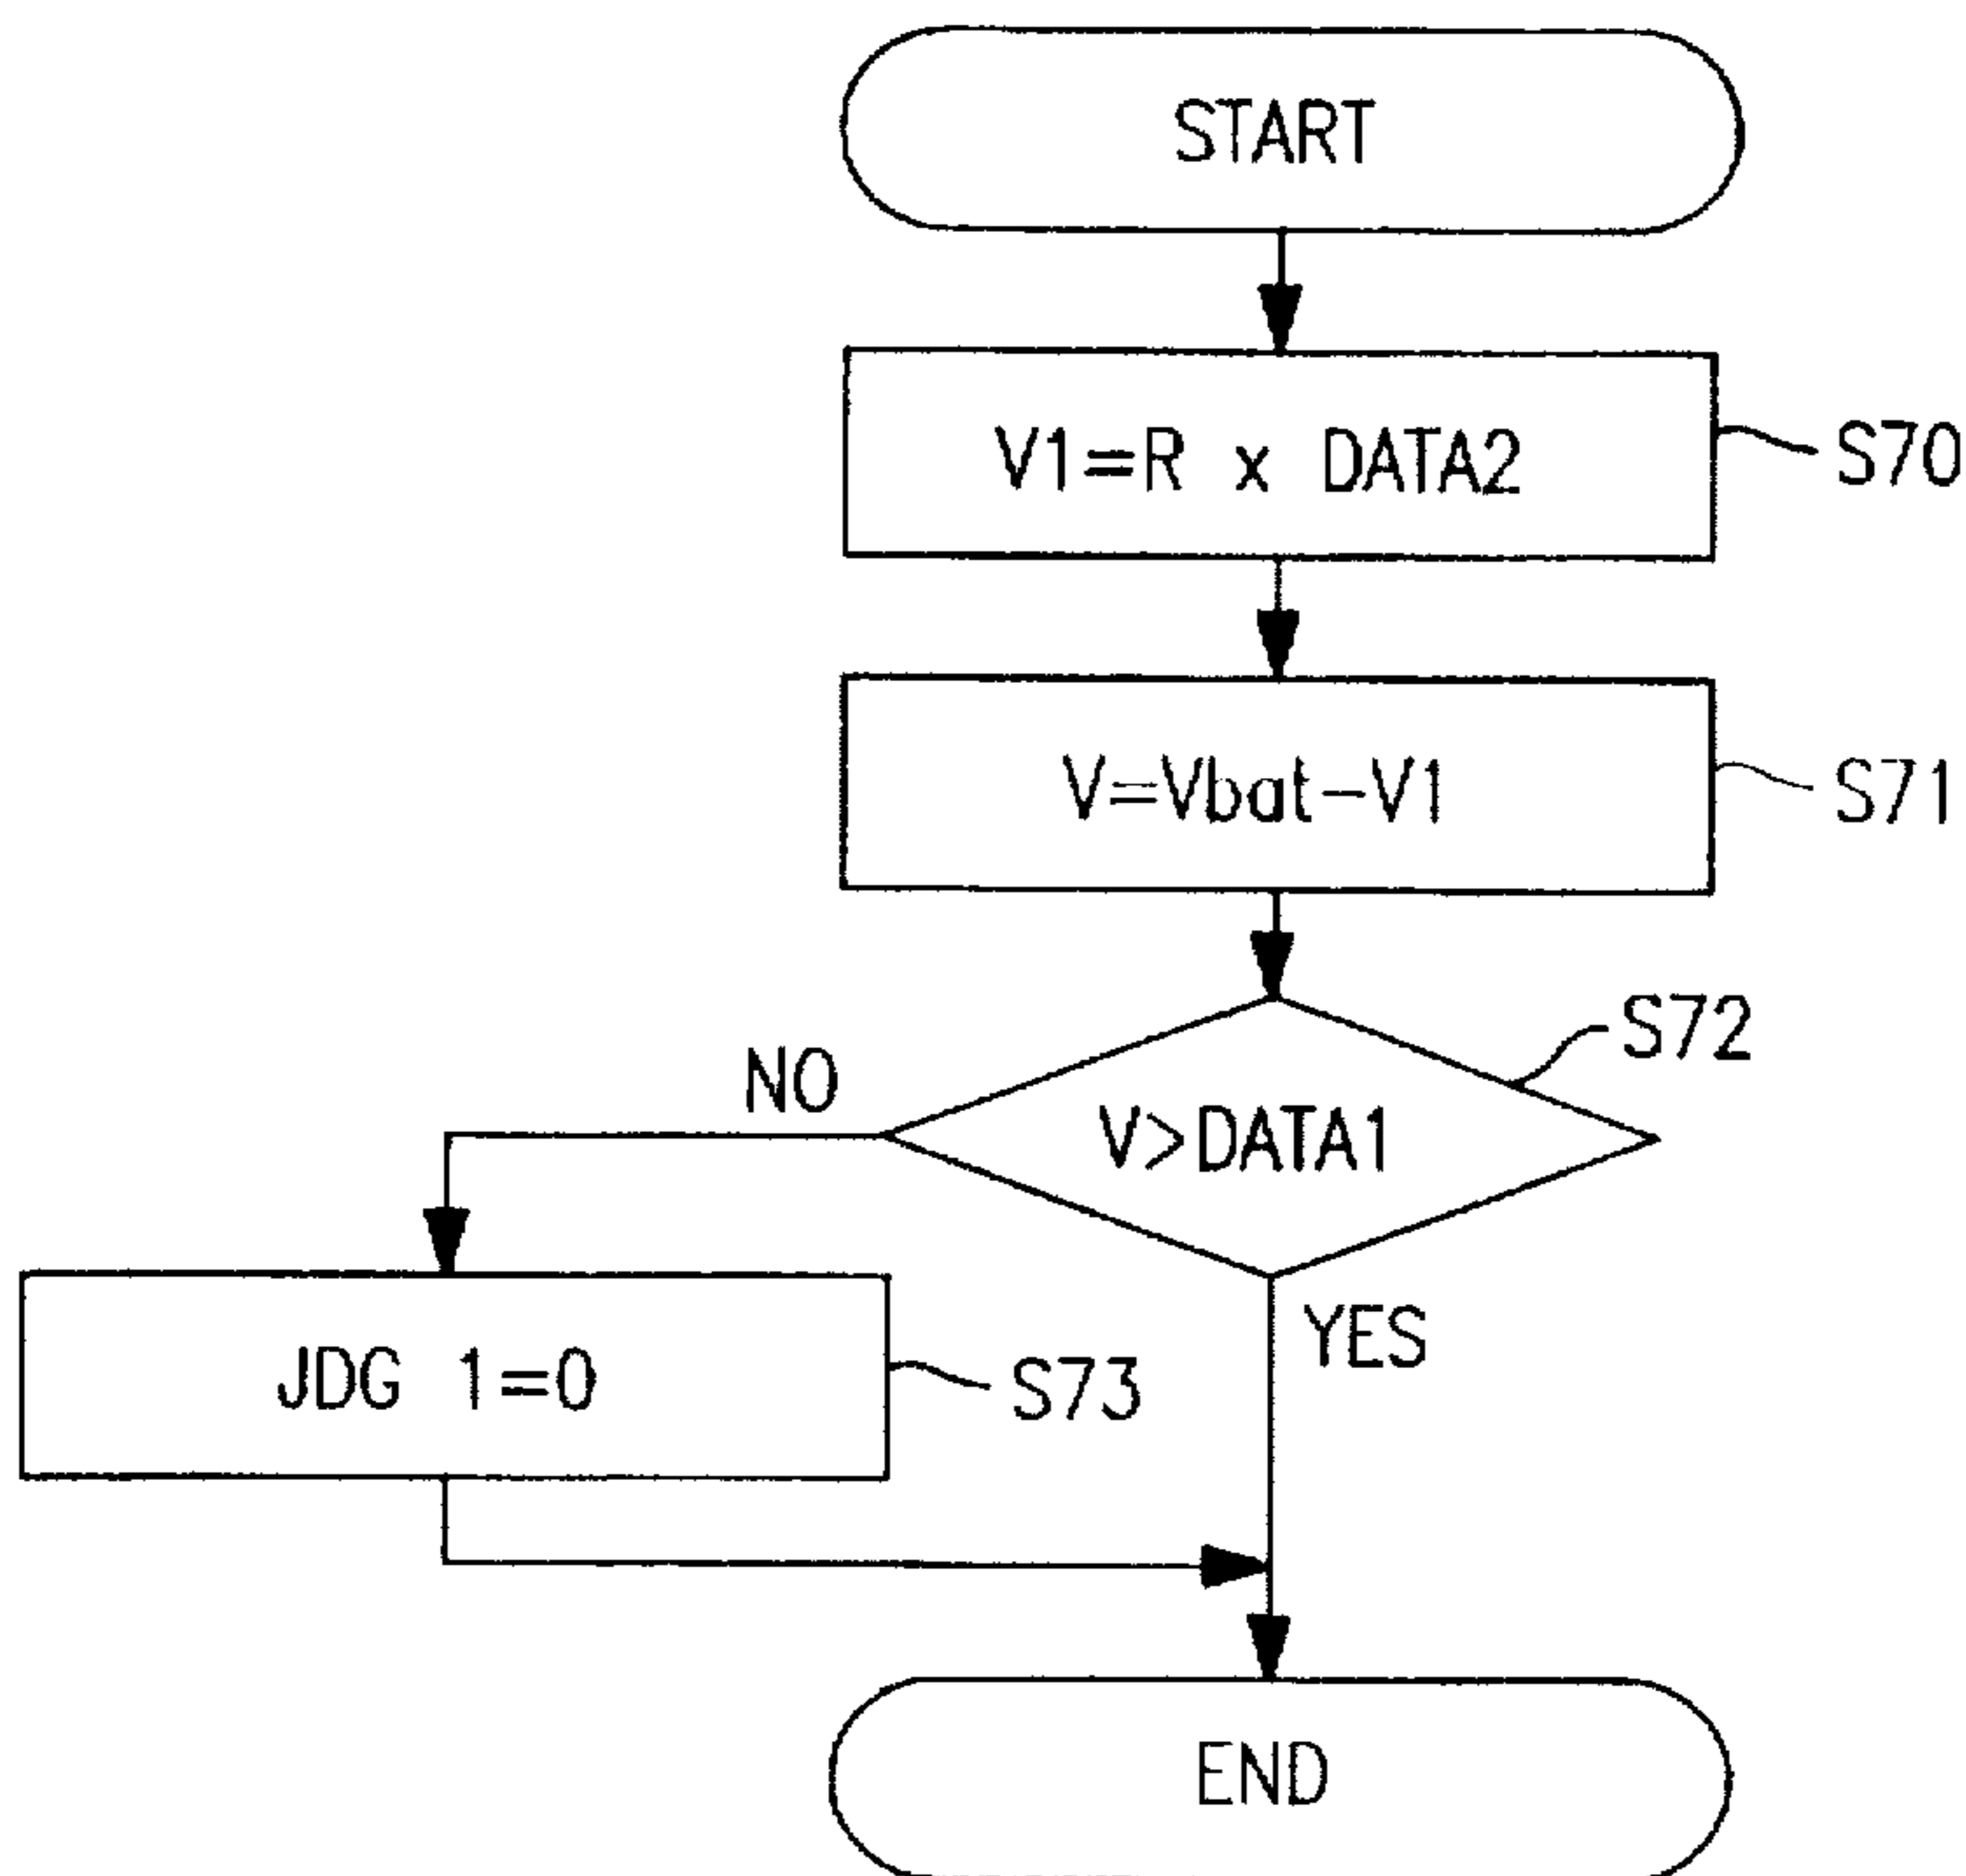 START
V1=R x DATA2
S70
V=Vbat-V1
S71
S72
NO
V>DATA1
YES
JDG 1=0
S73
END